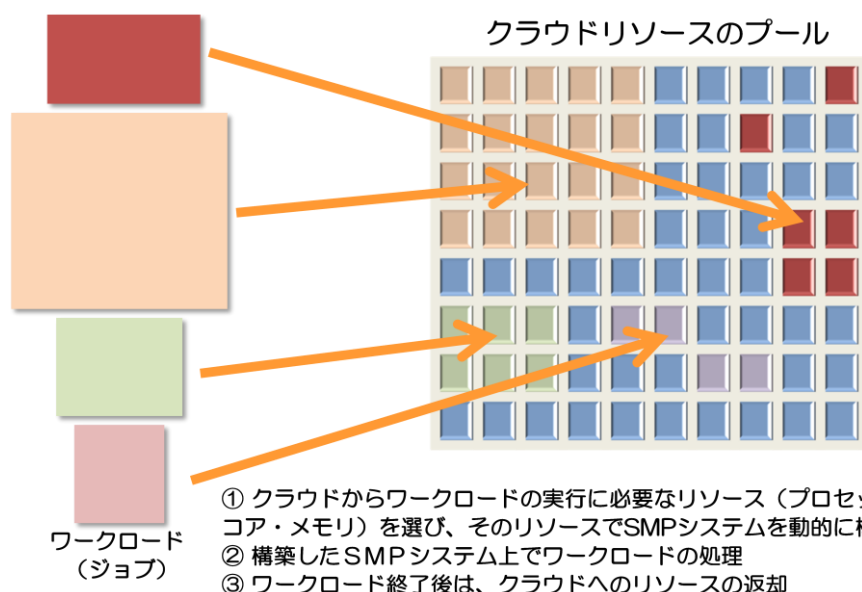 クラウドリソースのプール
① クラウドからワークロードの実行に必要なリソース（プロセッ
コア・メモリ）を選び、そのリソースでSMPシステムを動的に
② 構築したSMPシステム上でワークロードの処理
③ ワークロード終了後は、クラウドへのリソースの返却
ワークロード
（ジョブ）